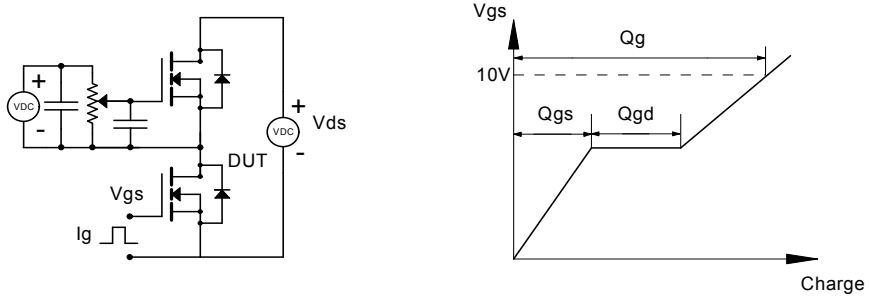 +
VDC
-
+
VDC
-
Vds
DUT
Vgs
Ig
Vgs
Qg
10V
Qgs
Qgd
Charge